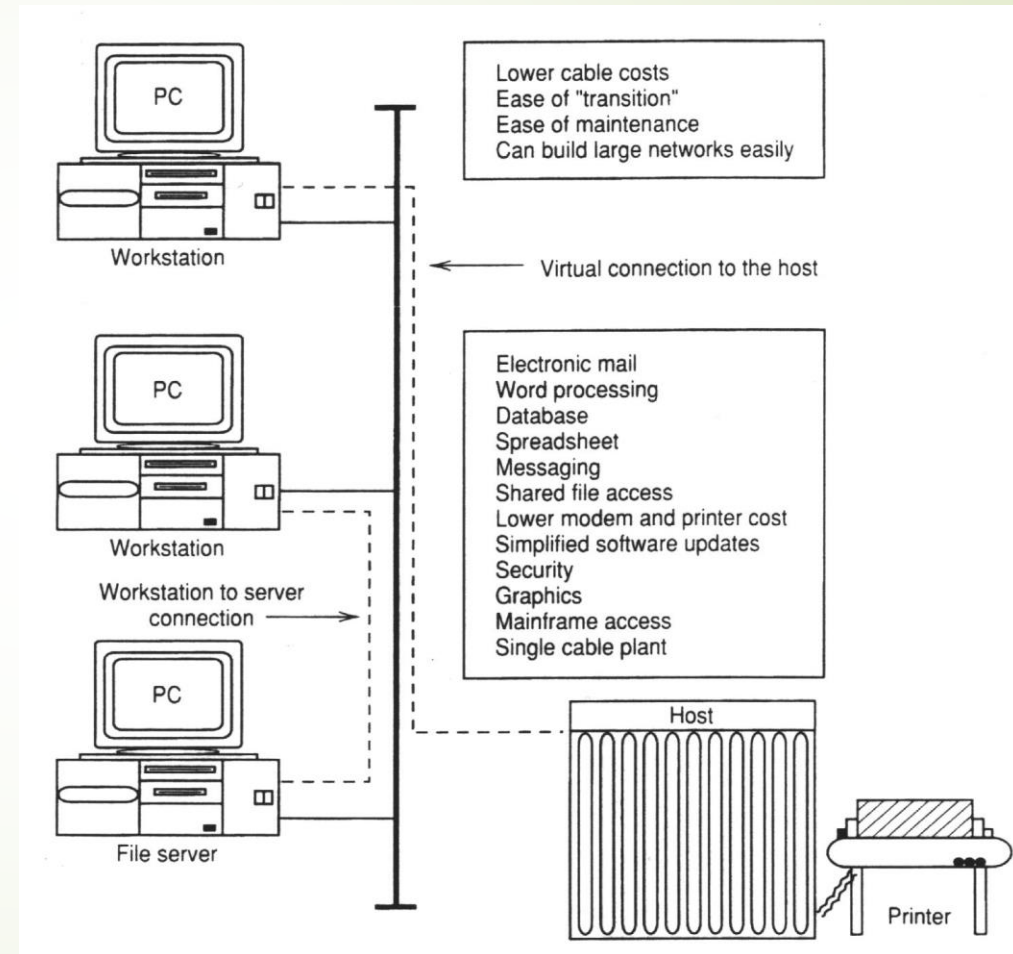 PC
Workstation
Lower cable costs
Ease of "transition"
Ease of maintenance
Can build large networks easily
Virtual connection to the host
PC
Workstation
Electronic mail
Word processing
Database
Spreadsheet
Messaging
Shared file access
Lower modem and printer cost
Simplified software updates
Security
Graphics
Mainframe access
Single cable plant
Workstation to server
connection
PC
File server
Host
Printer